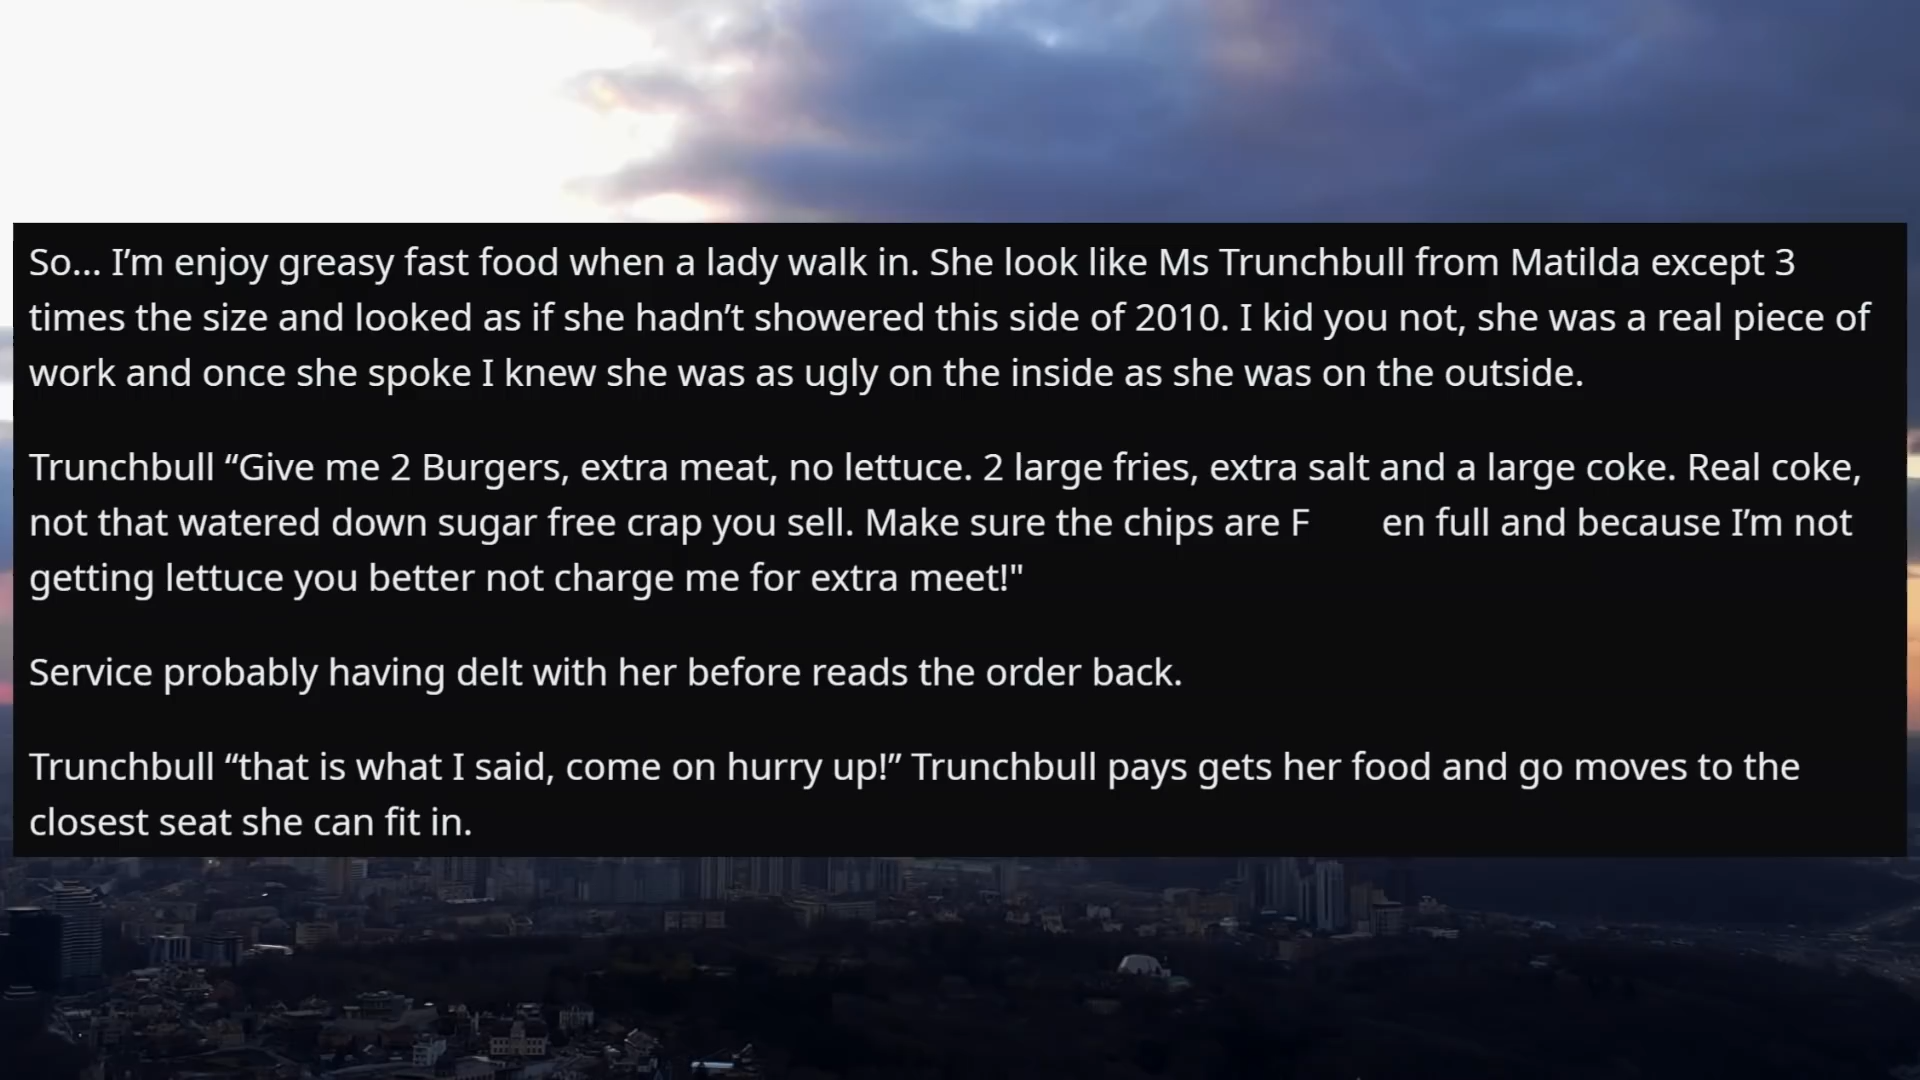 So... I’m enjoy greasy fast food when a lady walk in. She look like Ms Trunchbull from Matilda except 3
times the size and looked as if she hadn’t showered this side of 2010. I kid you not, she was a real piece of
work and once she spoke I knew she was as ugly on the inside as she was on the outside.
Trunchbull “Give me 2 Burgers, extra meat, no lettuce. 2 large fries, extra salt and a large coke. Real coke,
not that watered down sugar free crap you sell. Make sure the chips are F en full and because I’m not
getting lettuce you better not charge me for extra meet!"
Service probably having delt with her before reads the order back.
Trunchbull “that is what I said, come on hurry up!” Trunchbull pays gets her food and go moves to the
closest seat she can fit in.